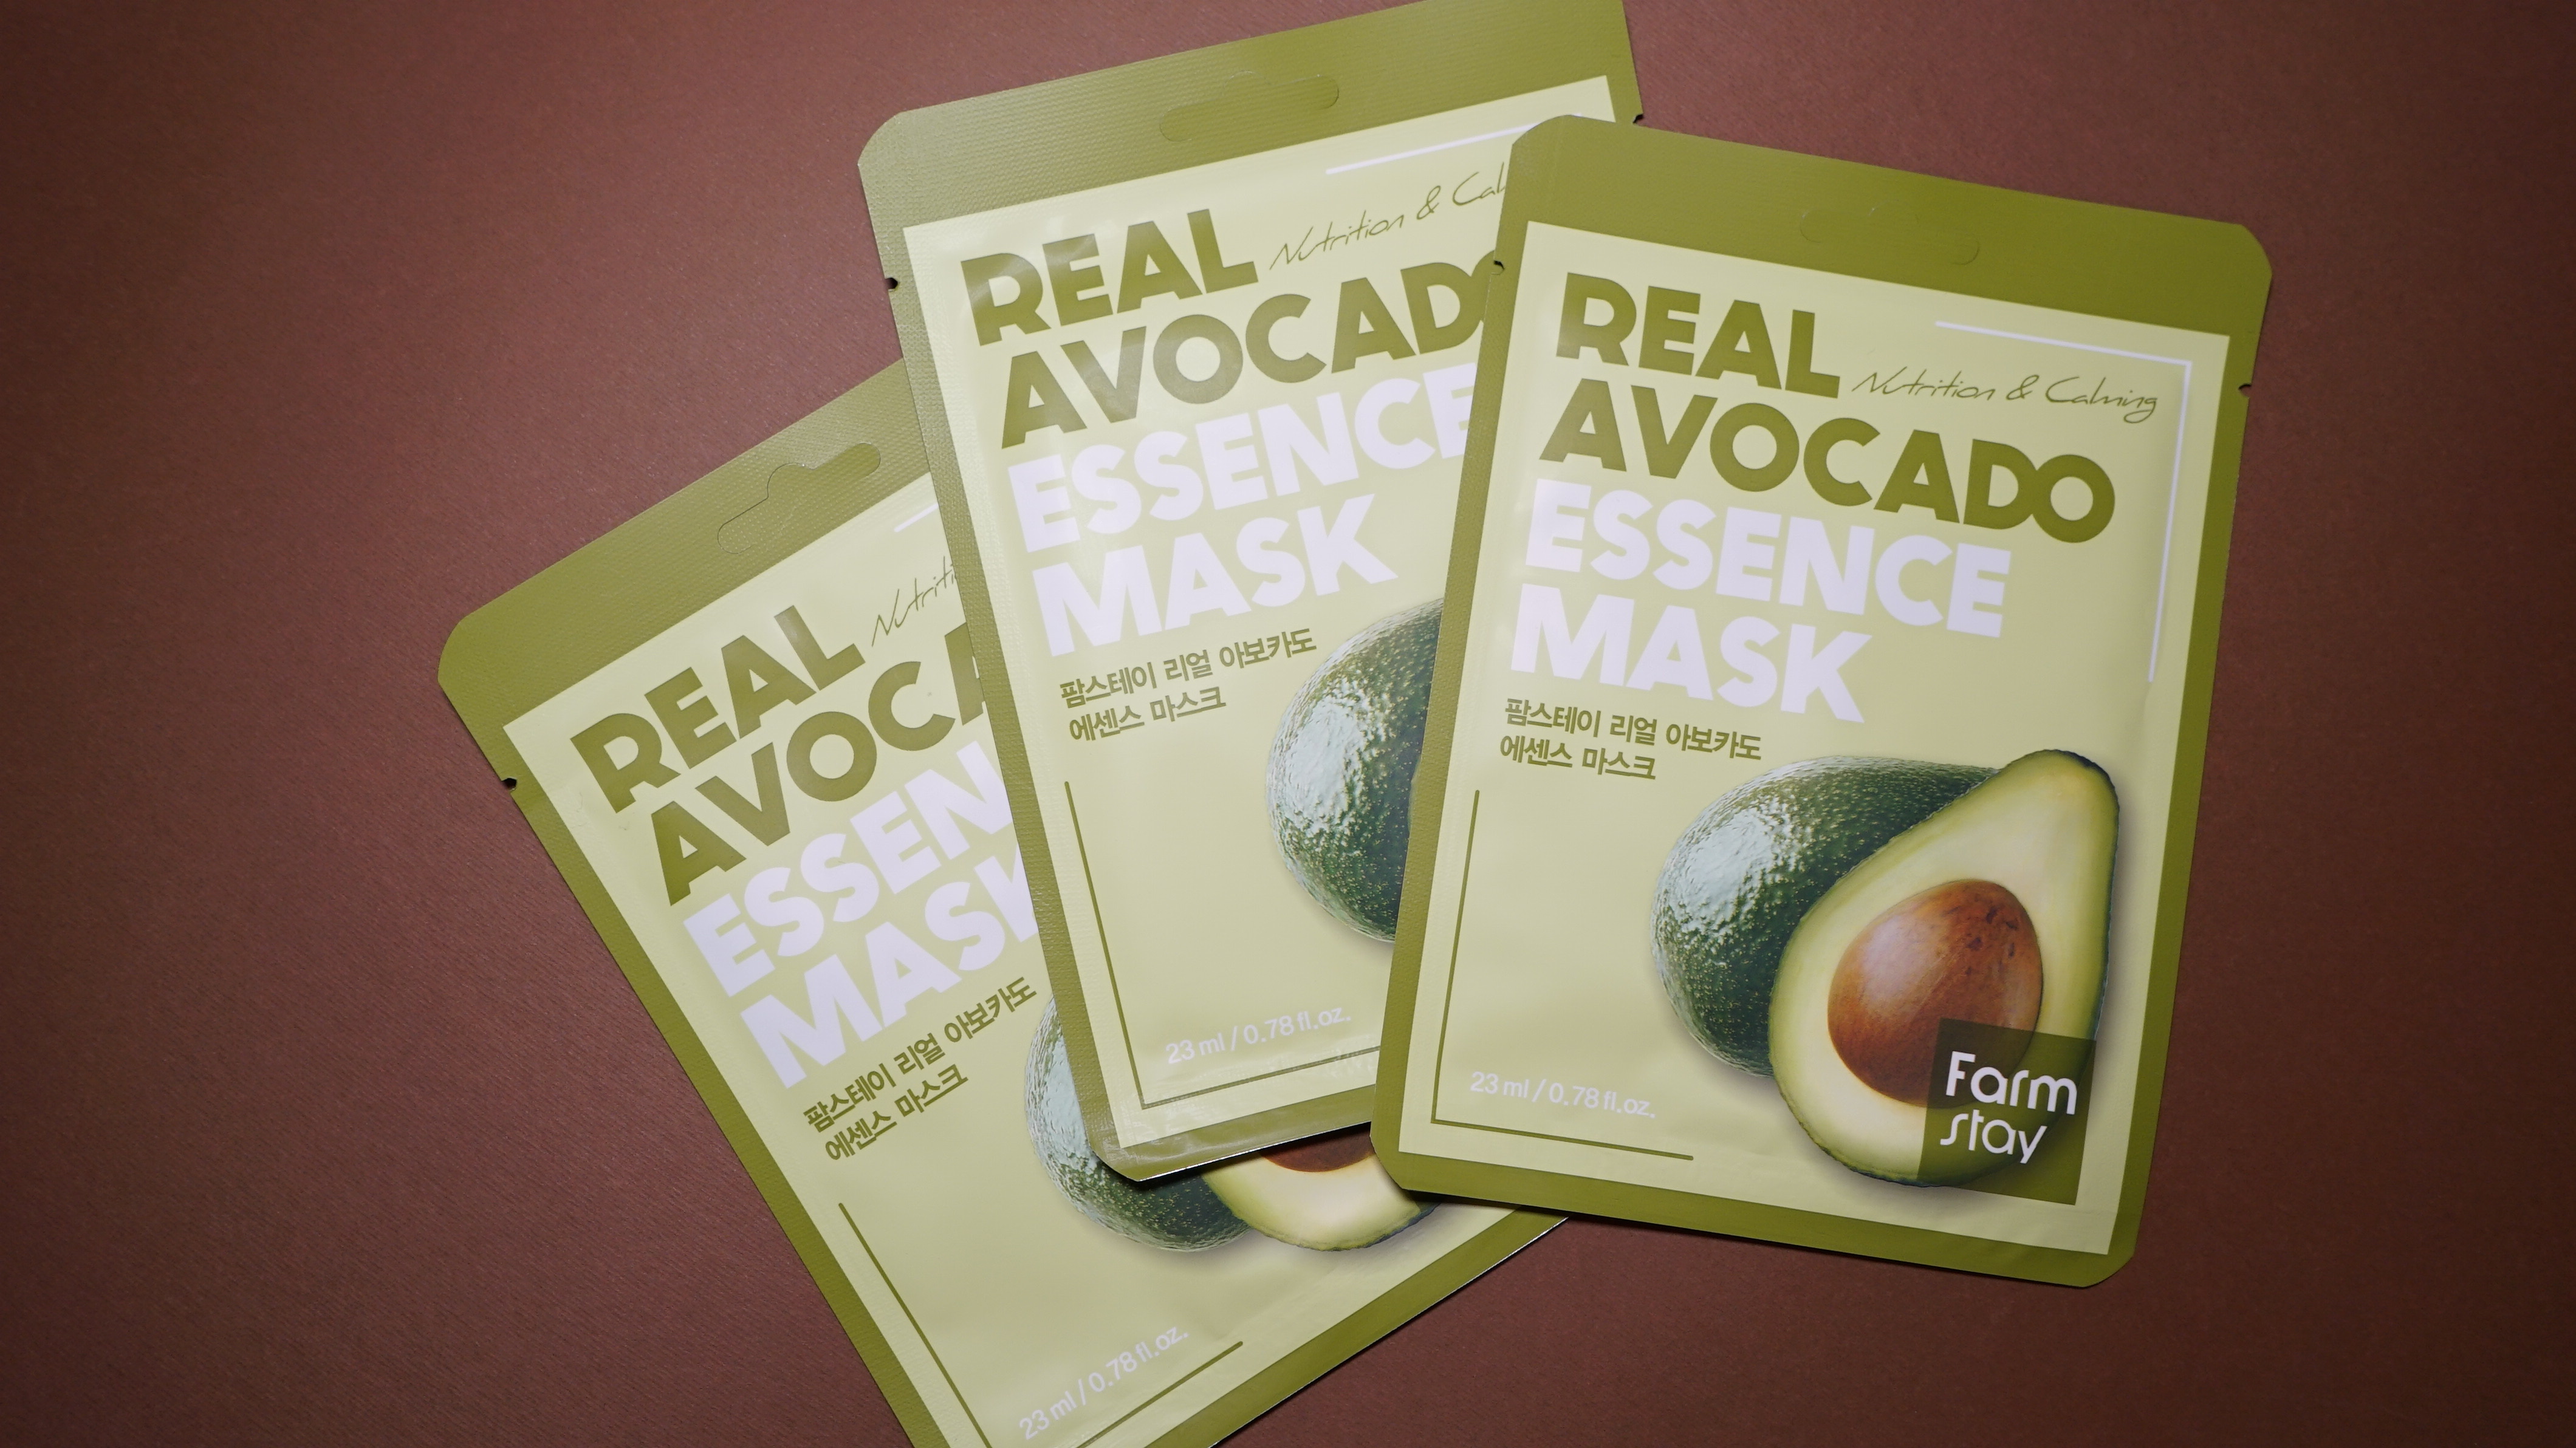 REAL Nutrition
AVOCA
ESSEN
MASK
팜스테이 리얼 아보카도
에센스 마스크
23 ml / 0.78 fl.oz.
REAL Nutrition &
AVOCADO
ESSENCE
MASK
팜스테이 리얼 아보카도
에센스 마스크
23 ml / 0.78 fl.oz.
REAL Nutrition & Calming
AVOCADO
ESSENCE
MASK
팜스테이 리얼 아보카도
에센스 마스크
23 ml / 0.78 fl.oz.
Farm
stay